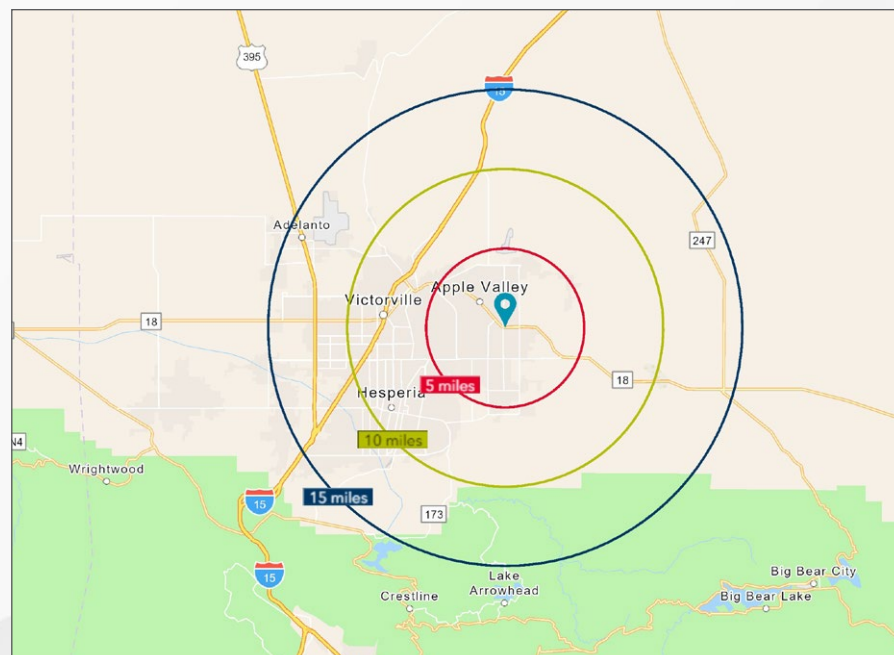 395
15
247
Adelanto
Apple Valley
Victorville
18
18
5 miles
Hesperia
10 miles
N4
Wrightwood
15 miles
15
173
15
Lake
Arrowhead
Crestline
Big Bear City
Big Bear Lake